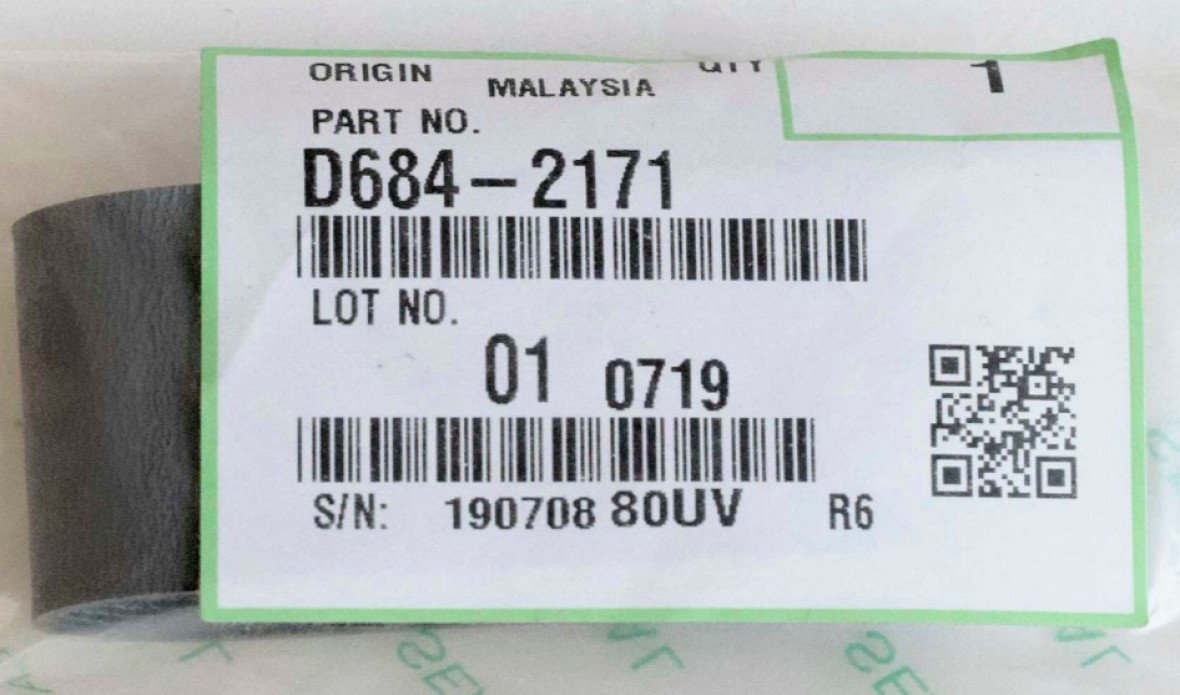 ORIGIN MALAYSIA QTY 1
PART NO.
D684-2171
LOT NO.
01 0719
S/N: 190708 80UV R6